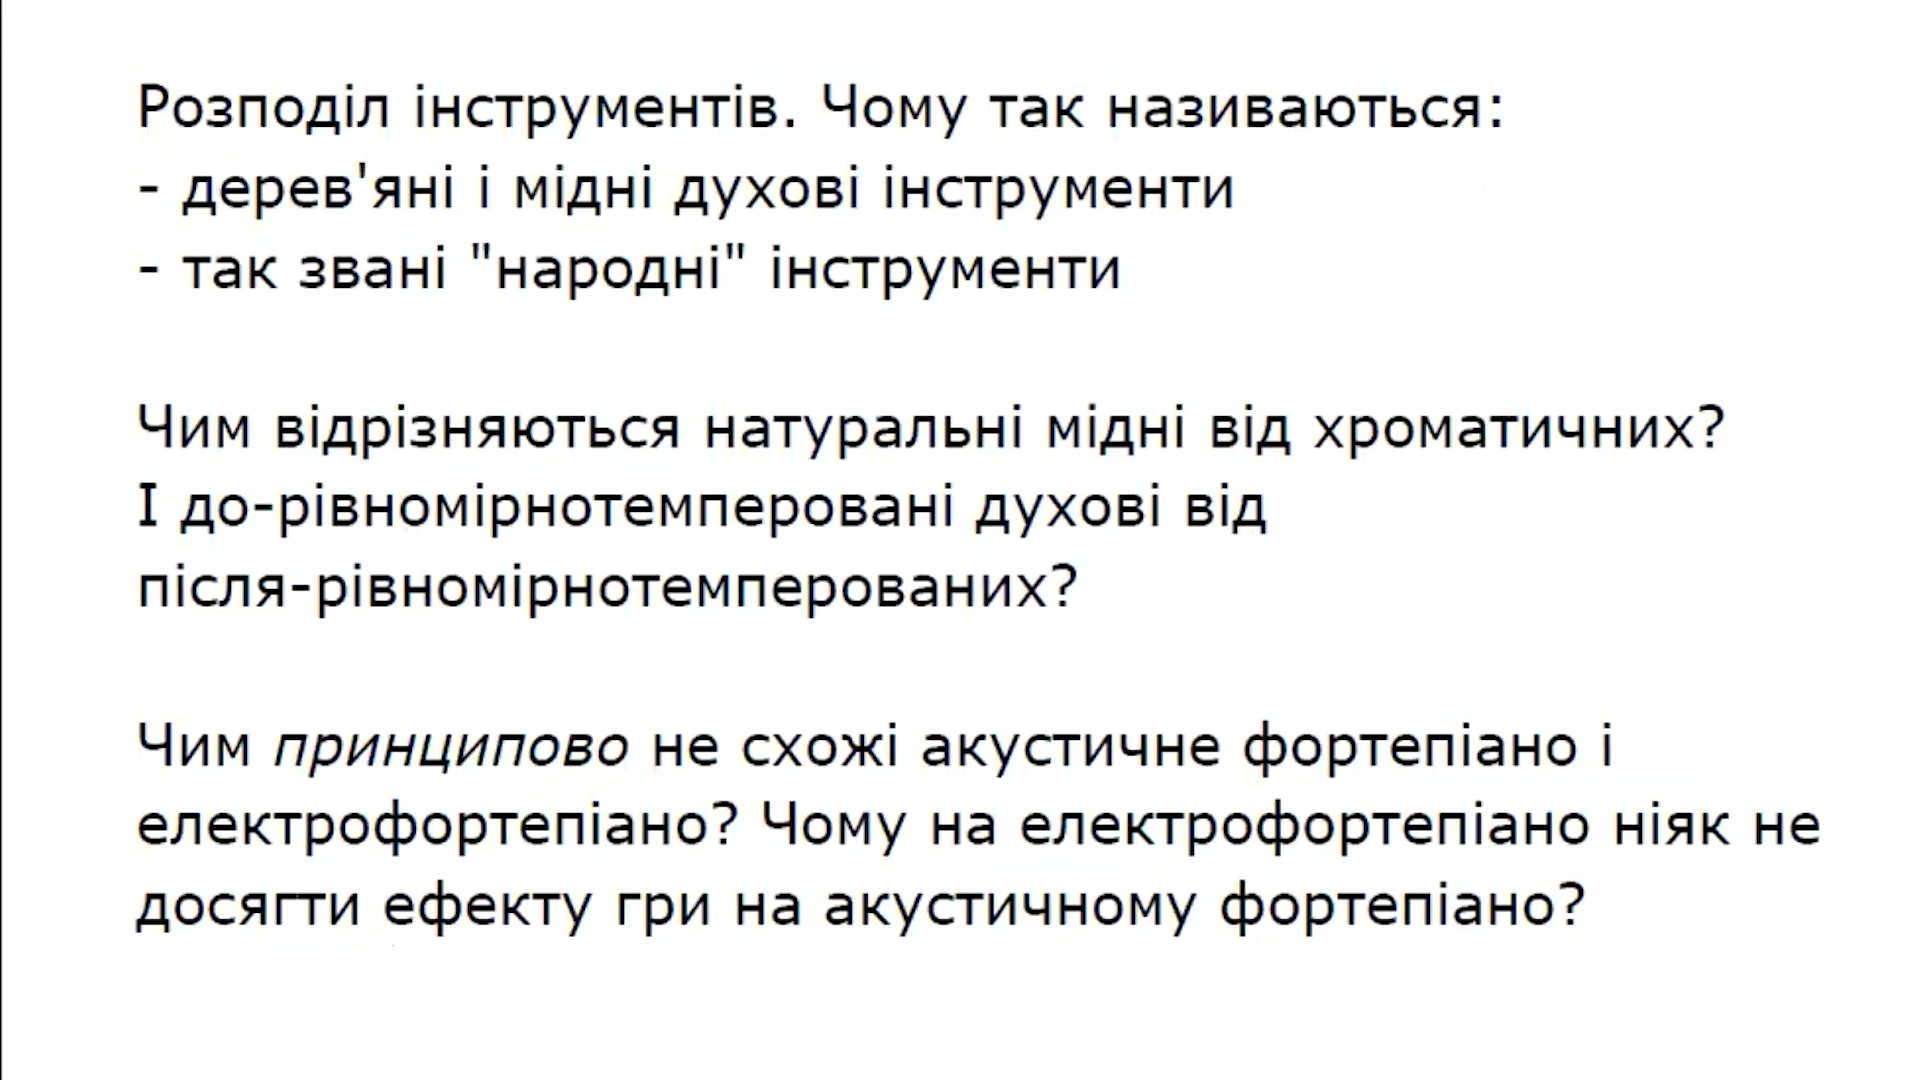 Розподіл інструментів. Чому так називаються:
- дерев'яні і мідні духові інструменти
- так звані "народні" інструменти
Чим відрізняються натуральні мідні від хроматичних?
І до-рівномірнотемперовані духові від
після-рівномірнотемперованих?
Чим принципово не схожі акустичне фортепіано і
електрофортепіано? Чому на електрофортепіано ніяк не
досягти ефекту гри на акустичному фортепіано?